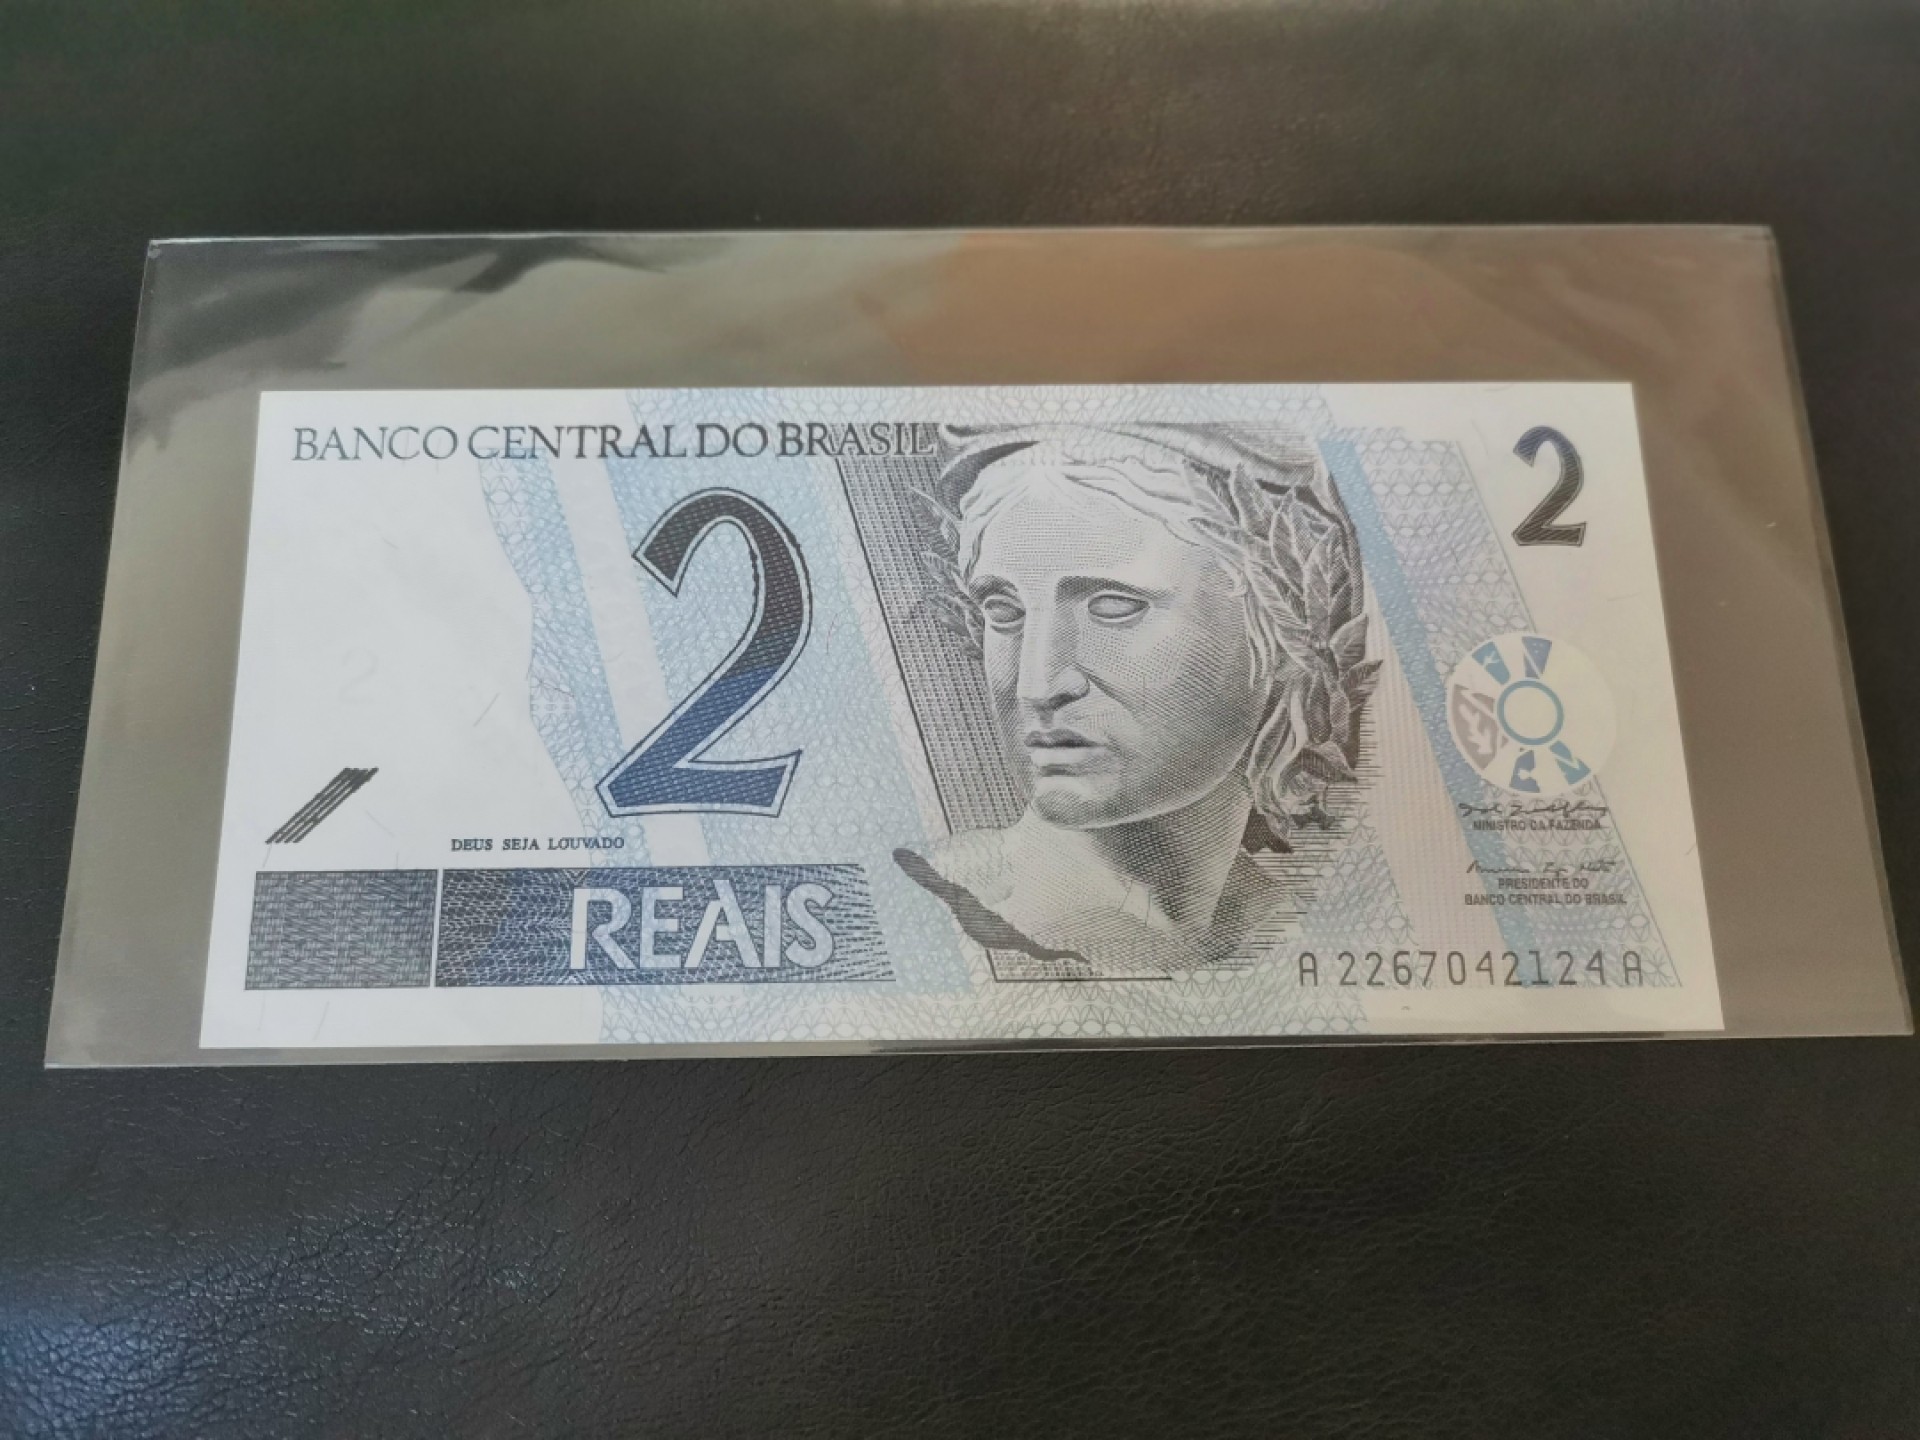 BANCO CENTRAL DO BRASIL
2
2
DEUS SEJA LOUVADO
REAIS
MINISTRO DA FAZENDA
PRESIDENTE DO
BANCO CENTRAL DO BRASIL
A 2267042124 A